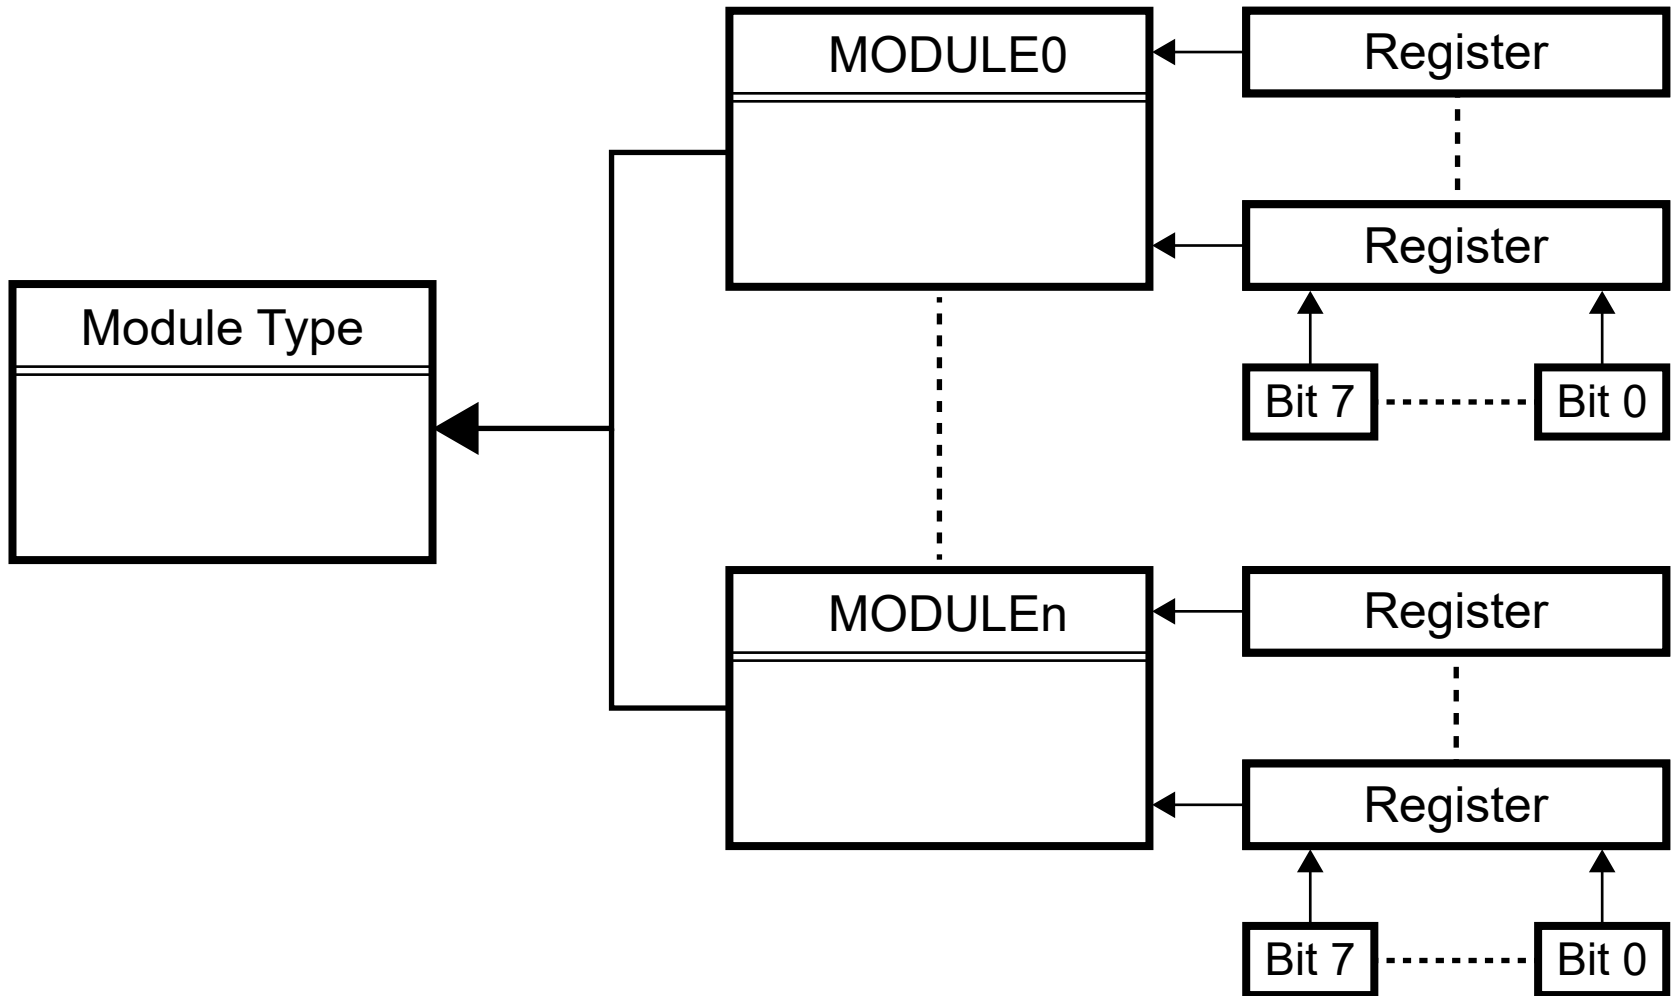 MODULE0
Register
Register
Module Type
Bit 7
Bit 0
MODULEn
Register
Register
Bit 7
Bit 0